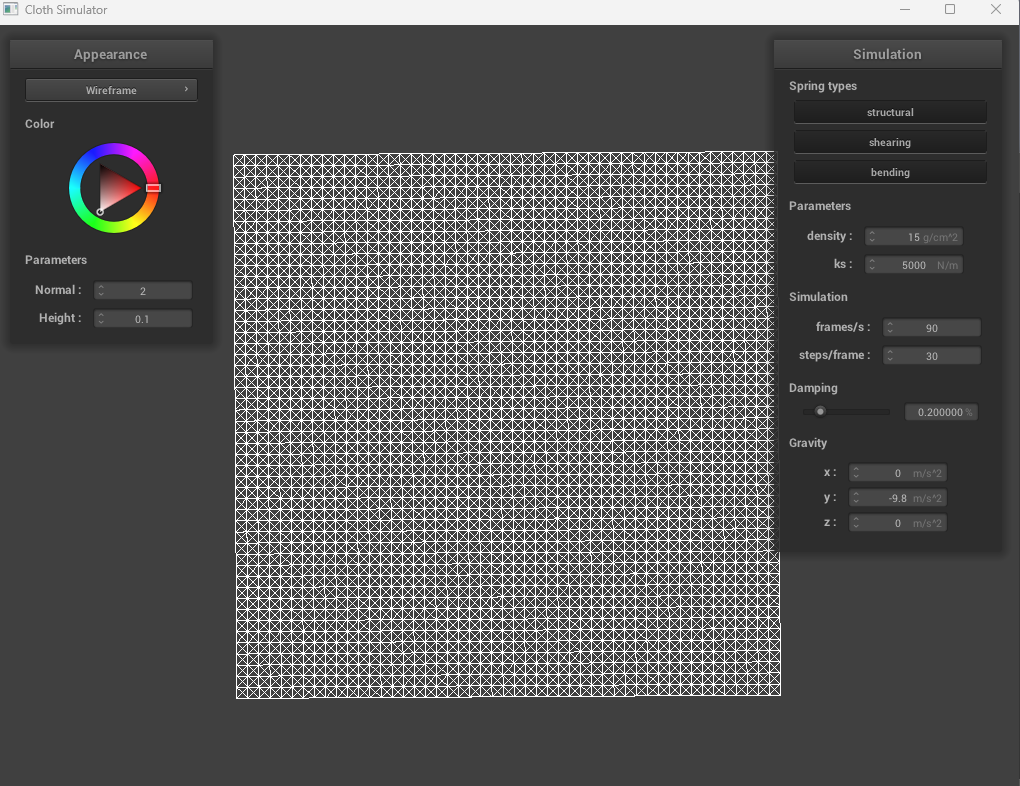 Cloth Simulator
Appearance
Wireframe
Color
Parameters
Normal : 2
Height : 0.1
Simulation
Spring types
structural
shearing
bending
Parameters
density : 15 g/cm^2
ks : 5000 N/m
Simulation
frames/s : 90
steps/frame : 30
Damping
0.200000 %
Gravity
x : 0 m/s^2
y : -9.8 m/s^2
z : 0 m/s^2